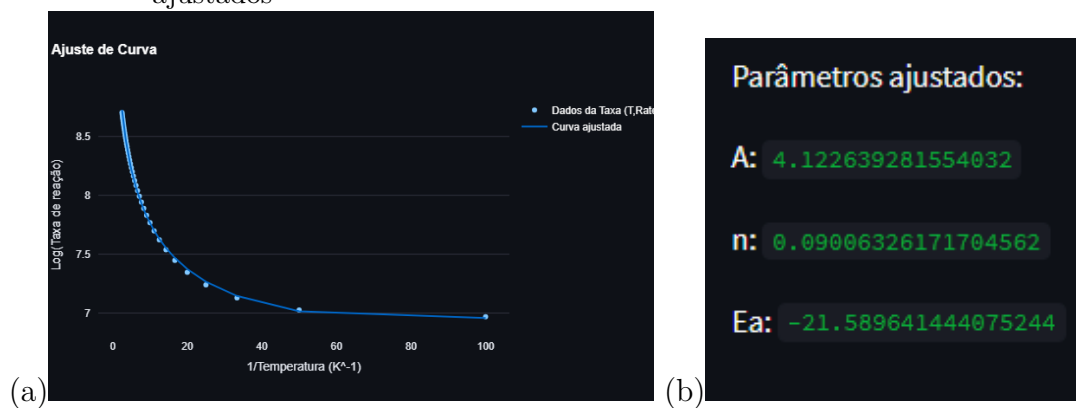 ajustados
Ajuste de Curva
Dados da Taxa (T,Rate
Curva ajustada
8.5
8
7.5
7
Log(Taxa de reação)
0 20 40 60 80 100
1/Temperatura (K^-1)
(a)
Parâmetros ajustados:
A: 4.122639281554032
n: 0.09006326171704562
Ea: -21.589641444075244
(b)